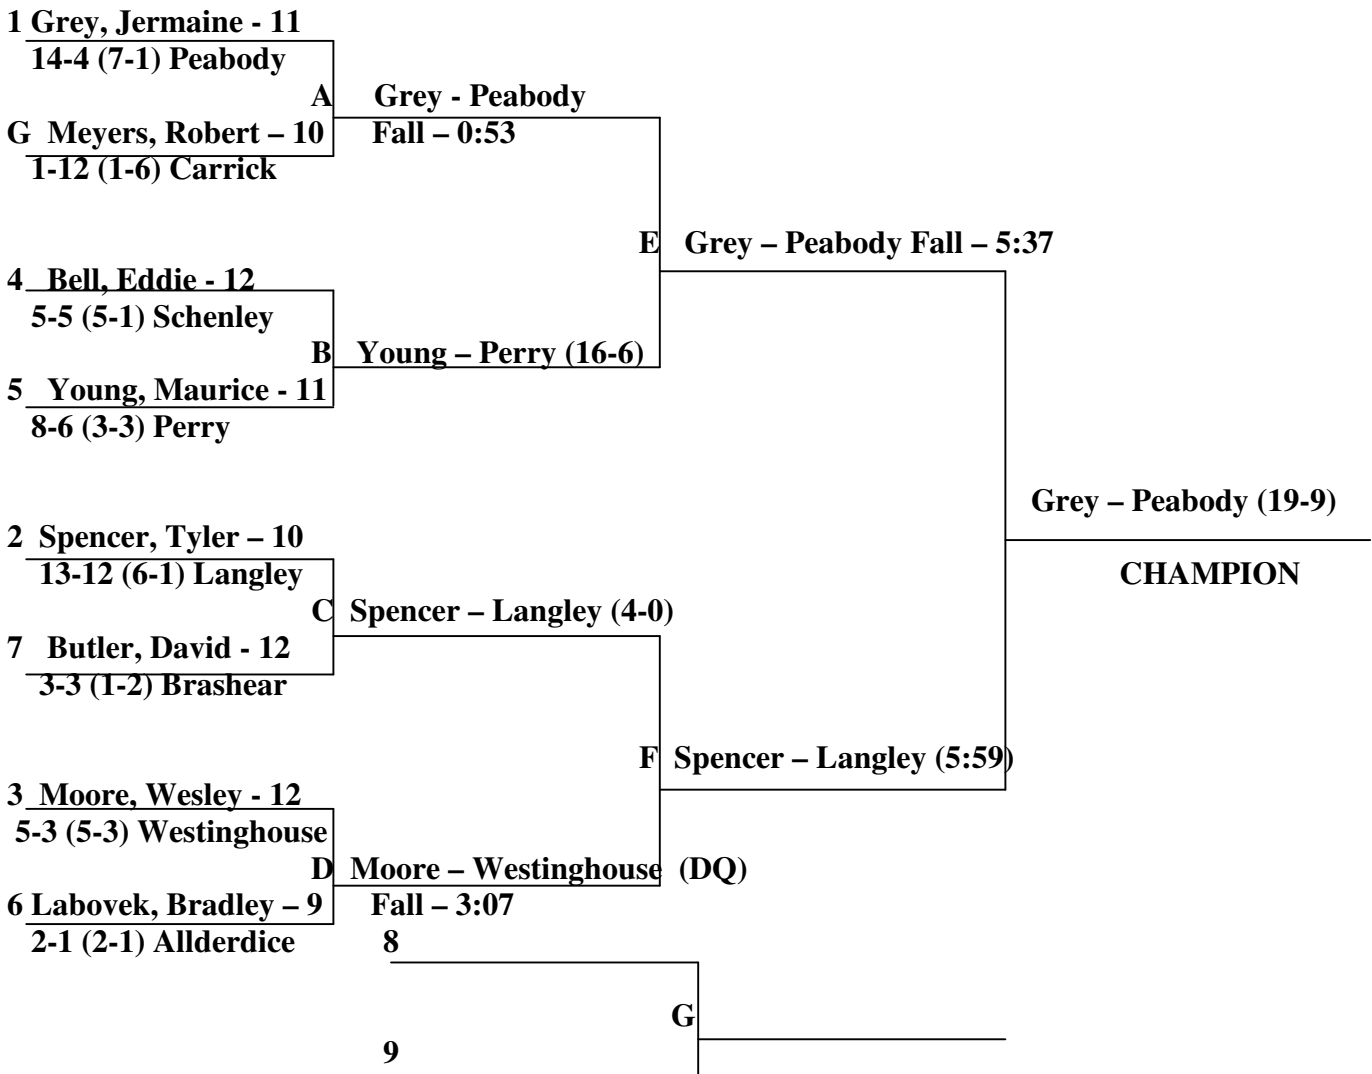 1 Grey, Jermaine - 11
14-4 (7-1) Peabody
A Grey - Peabody
G Meyers, Robert – 10 Fall – 0:53
1-12 (1-6) Carrick
E Grey – Peabody Fall – 5:37
4 Bell, Eddie - 12
5-5 (5-1) Schenley
B Young – Perry (16-6)
5 Young, Maurice - 11
8-6 (3-3) Perry
Grey – Peabody (19-9)
2 Spencer, Tyler – 10
13-12 (6-1) Langley CHAMPION
C Spencer – Langley (4-0)
7 Butler, David - 12
3-3 (1-2) Brashear
F Spencer – Langley (5:59)
3 Moore, Wesley - 12
5-3 (5-3) Westinghouse
D Moore – Westinghouse (DQ)
6 Labovek, Bradley – 9 Fall – 3:07
2-1 (2-1) Allderdice 8
G
9